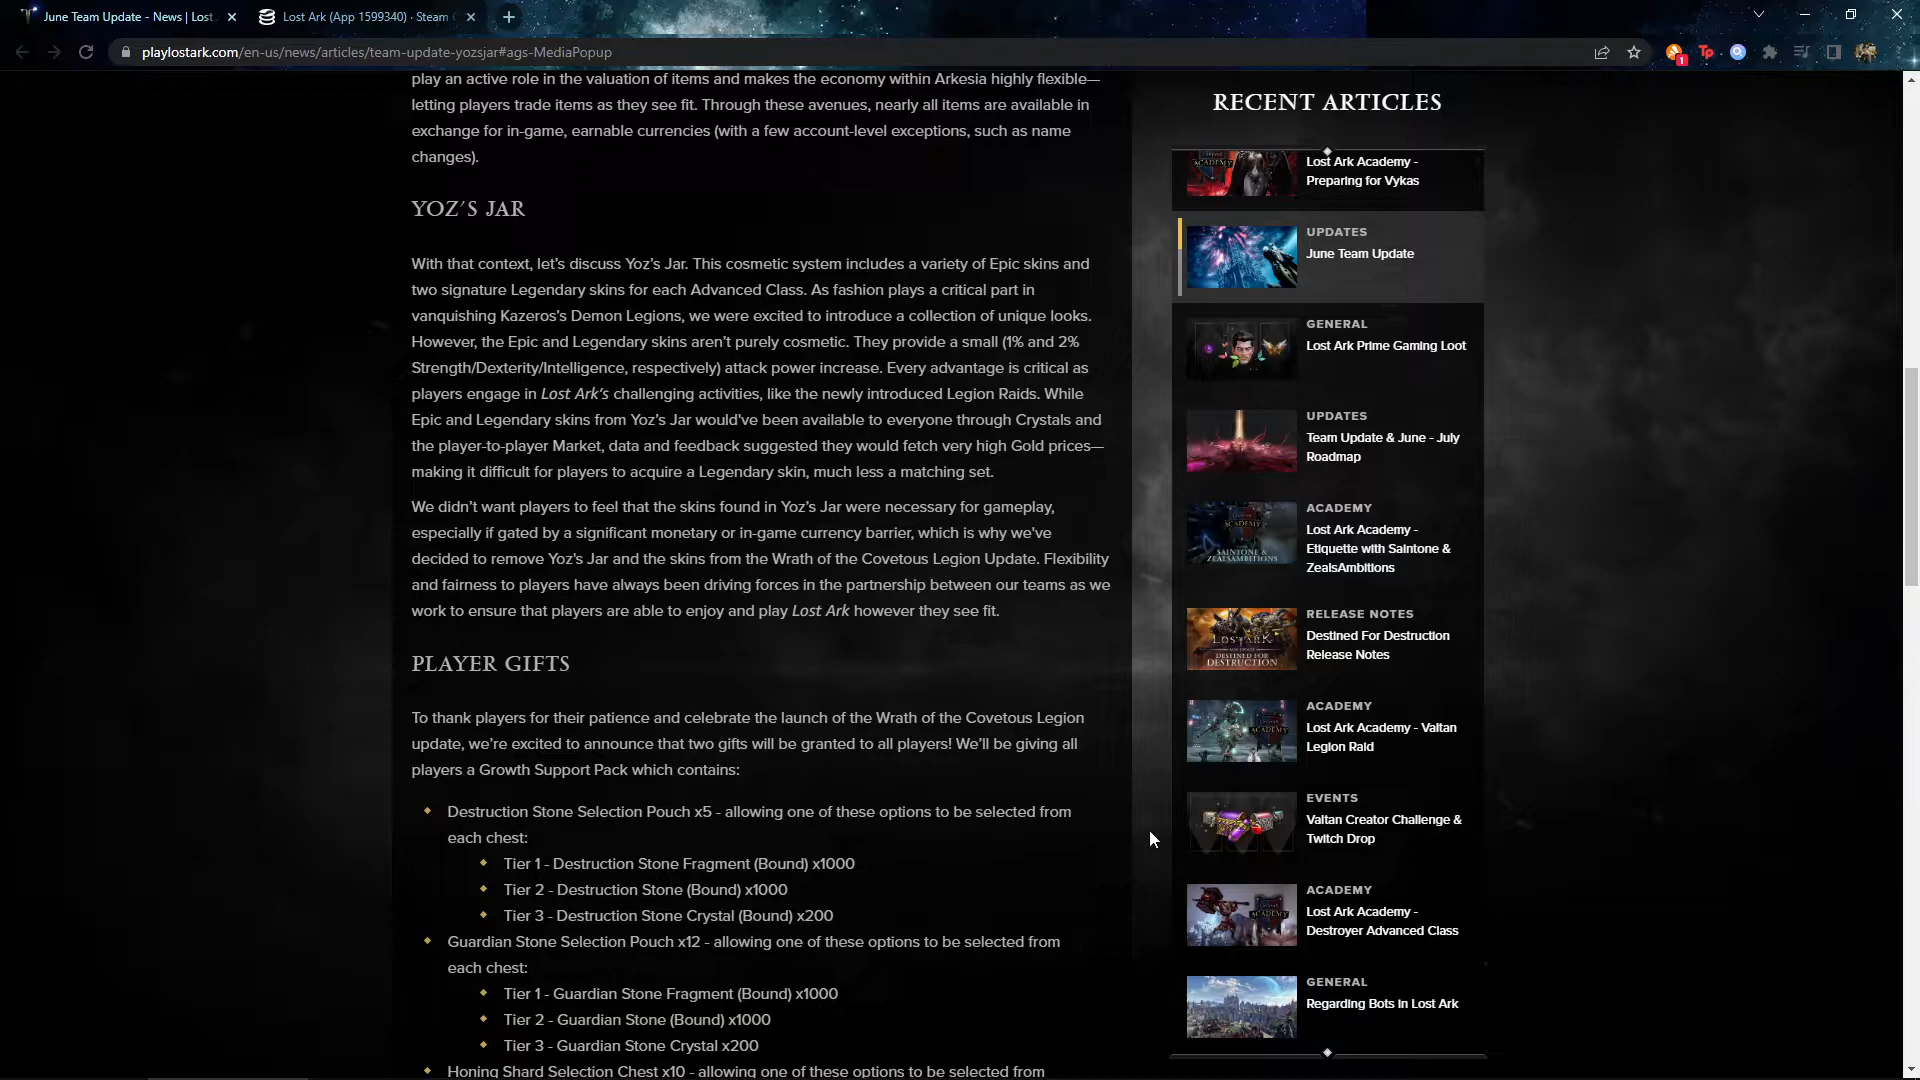 June Team Update - News | Lost
Lost Ark (App 1599340) · Steam
playlostark.com/en-us/news/articles/team-update-yozsjar#ags-MediaPopup
1
play an active role in the valuation of items and makes the economy within Arkesia highly flexible—
letting players trade items as they see fit. Through these avenues, nearly all items are available in
exchange for in-game, earnable currencies (with a few account-level exceptions, such as name
changes).
YOZ'S JAR
With that context, let's discuss Yoz's Jar. This cosmetic system includes a variety of Epic skins and
two signature Legendary skins for each Advanced Class. As fashion plays a critical part in
vanquishing Kazeros's Demon Legions, we were excited to introduce a collection of unique looks.
However, the Epic and Legendary skins aren't purely cosmetic. They provide a small (1% and 2%
Strength/Dexterity/Intelligence, respectively) attack power increase. Every advantage is critical as
players engage in Lost Ark's challenging activities, like the newly introduced Legion Raids. While
Epic and Legendary skins from Yoz's Jar would've been available to everyone through Crystals and
the player-to-player Market, data and feedback suggested they would fetch very high Gold prices—
making it difficult for players to acquire a Legendary skin, much less a matching set.
We didn't want players to feel that the skins found in Yoz's Jar were necessary for gameplay,
especially if gated by a significant monetary or in-game currency barrier, which is why we've
decided to remove Yoz's Jar and the skins from the Wrath of the Covetous Legion Update. Flexibility
and fairness to players have always been driving forces in the partnership between our teams as we
work to ensure that players are able to enjoy and play Lost Ark however they see fit.
PLAYER GIFTS
To thank players for their patience and celebrate the launch of the Wrath of the Covetous Legion
update, we're excited to announce that two gifts will be granted to all players! We'll be giving all
players a Growth Support Pack which contains:
Destruction Stone Selection Pouch x5 - allowing one of these options to be selected from
each chest:
Tier 1 - Destruction Stone Fragment (Bound) x1000
Tier 2 - Destruction Stone (Bound) x1000
Tier 3 - Destruction Stone Crystal (Bound) x200
Guardian Stone Selection Pouch x12 - allowing one of these options to be selected from
each chest:
Tier 1 - Guardian Stone Fragment (Bound) x1000
Tier 2 - Guardian Stone (Bound) x1000
Tier 3 - Guardian Stone Crystal x200
Honing Shard Selection Chest x10 - allowing one of these options to be selected from
RECENT ARTICLES
ACADEMY
Lost Ark Academy -
Preparing for Vykas
UPDATES
June Team Update
GENERAL
Lost Ark Prime Gaming Loot
UPDATES
Team Update & June - July
Roadmap
ACADEMY
SAINTONE &
ZEALSAMBITIONS
ACADEMY
Lost Ark Academy -
Etiquette with Saintone &
ZealsAmbitions
LOST ARK
DESTINED FOR
DESTRUCTION
RELEASE NOTES
Destined For Destruction
Release Notes
ACADEMY
ACADEMY
Lost Ark Academy - Valtan
Legion Raid
EVENTS
Valtan Creator Challenge &
Twitch Drop
ACADEMY
ACADEMY
Lost Ark Academy -
Destroyer Advanced Class
GENERAL
Regarding Bots in Lost Ark